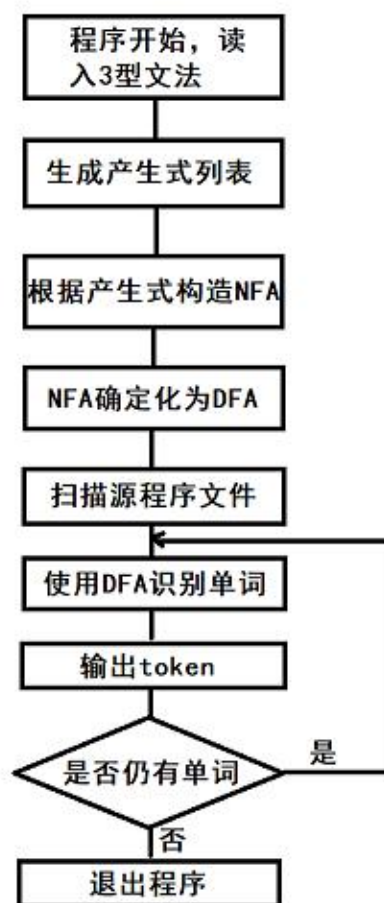 程序开始，读
入3型文法
生成产生式列表
根据产生式构造NFA
NFA确定化为DFA
扫描源程序文件
使用DFA识别单词
输出token
是否仍有单词
是
否
退出程序